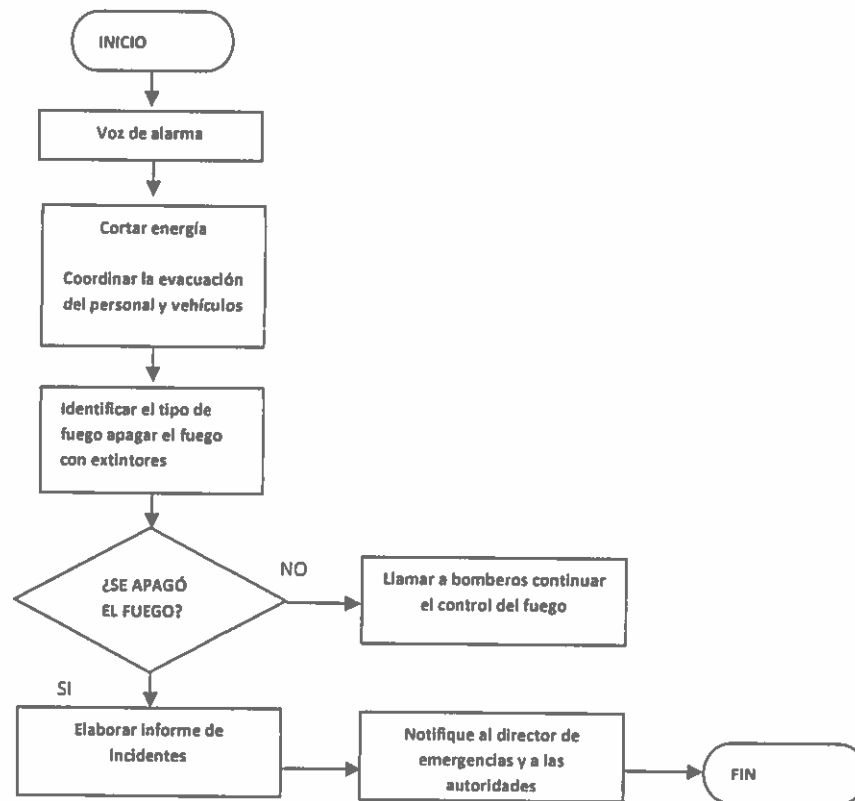 INICIO
Voz de alarma
Cortar energía
Coordinar la evacuación
del personal y vehículos
Identificar el tipo de
fuego apagar el fuego
con extintores
¿SE APAGÓ
EL FUEGO?
NO
Llamar a bomberos continuar
el control del fuego
SI
Elaborar informe de
Incidentes
Notifique al director de
emergencias y a las
autoridades
FIN